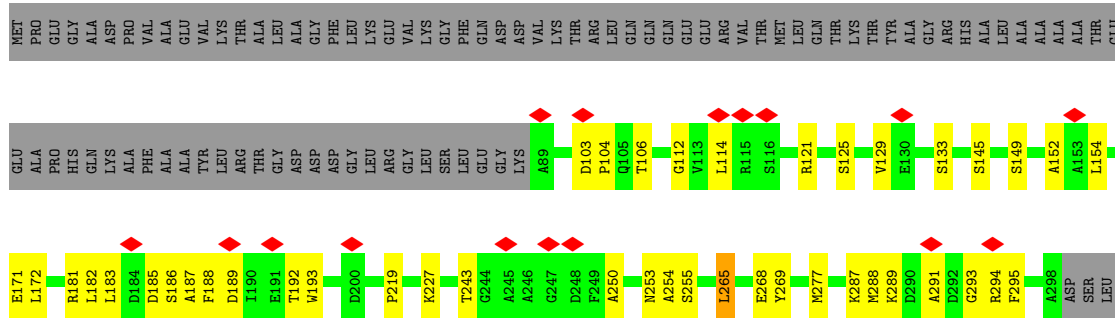 MET PRO GLU GLY ALA ASP PRO VAL ALA GLU VAL LYS THR ALA LEU ALA GLY PHE LEU LYS GLU VAL LYS GLY PHE GLN ASP ASP VAL LYS THR ARG LEU GLN GLN GLN GLU GLU ARG VAL THR MET LEU GLN THR LYS THR TYR ALA GLY ARG HIS ALA LEU ALA ALA ALA ALA ALA THR GLU
GLU ALA PRO HIS GLN LYS ALA PHE ALA ALA TYR LEU ARG THR GLY ASP ASP ASP GLY LEU ARG GLY LEU SER LEU GLU GLY LYS A89 D103 P104 Q105 T106 G112 V113 L114 R115 S116 R121 S125 V129 E130 S133 S145 S149 A152 A153 L154
E171 L172 R181 L182 L183 D184 D185 S186 A187 F188 D189 I190 E191 T192 W193 D200 P219 K227 T243 G244 A245 A246 G247 D248 F249 A250 N253 A254 S255 L265 E268 Y269 M277 K287 M288 K289 D290 A291 D292 G293 R294 F295 A298 ASP SER LEU